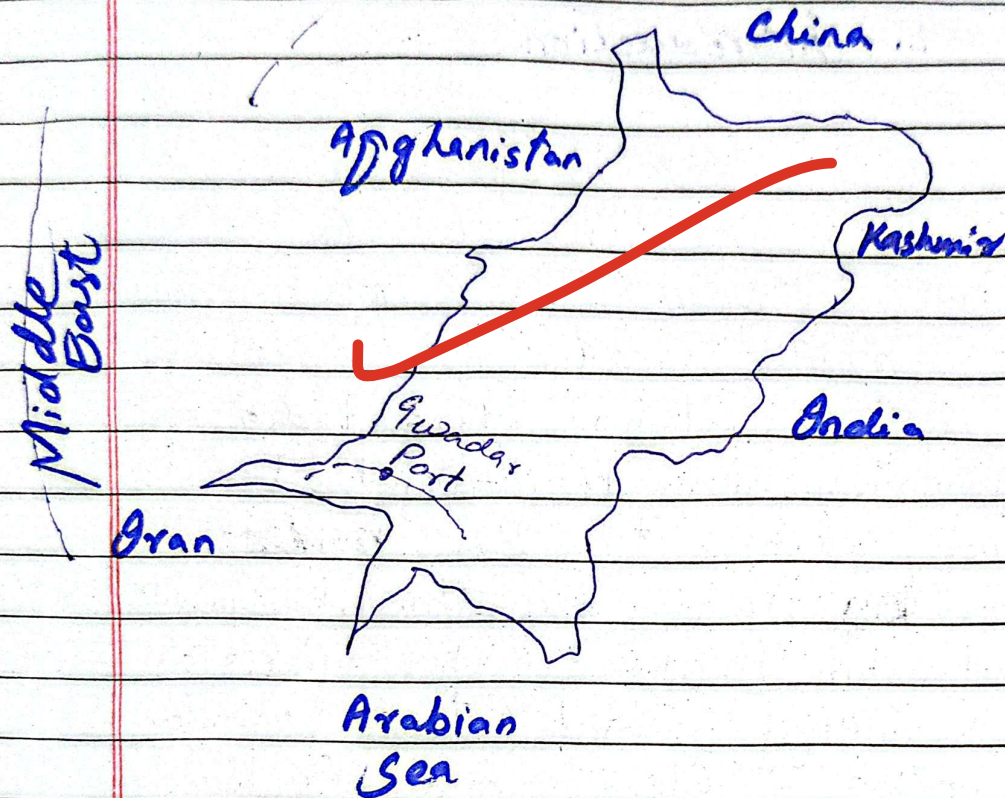 China
Afghanistan
Kashmir
Middle
East
Gwadar
Port
India
Iran
Arabian
Sea